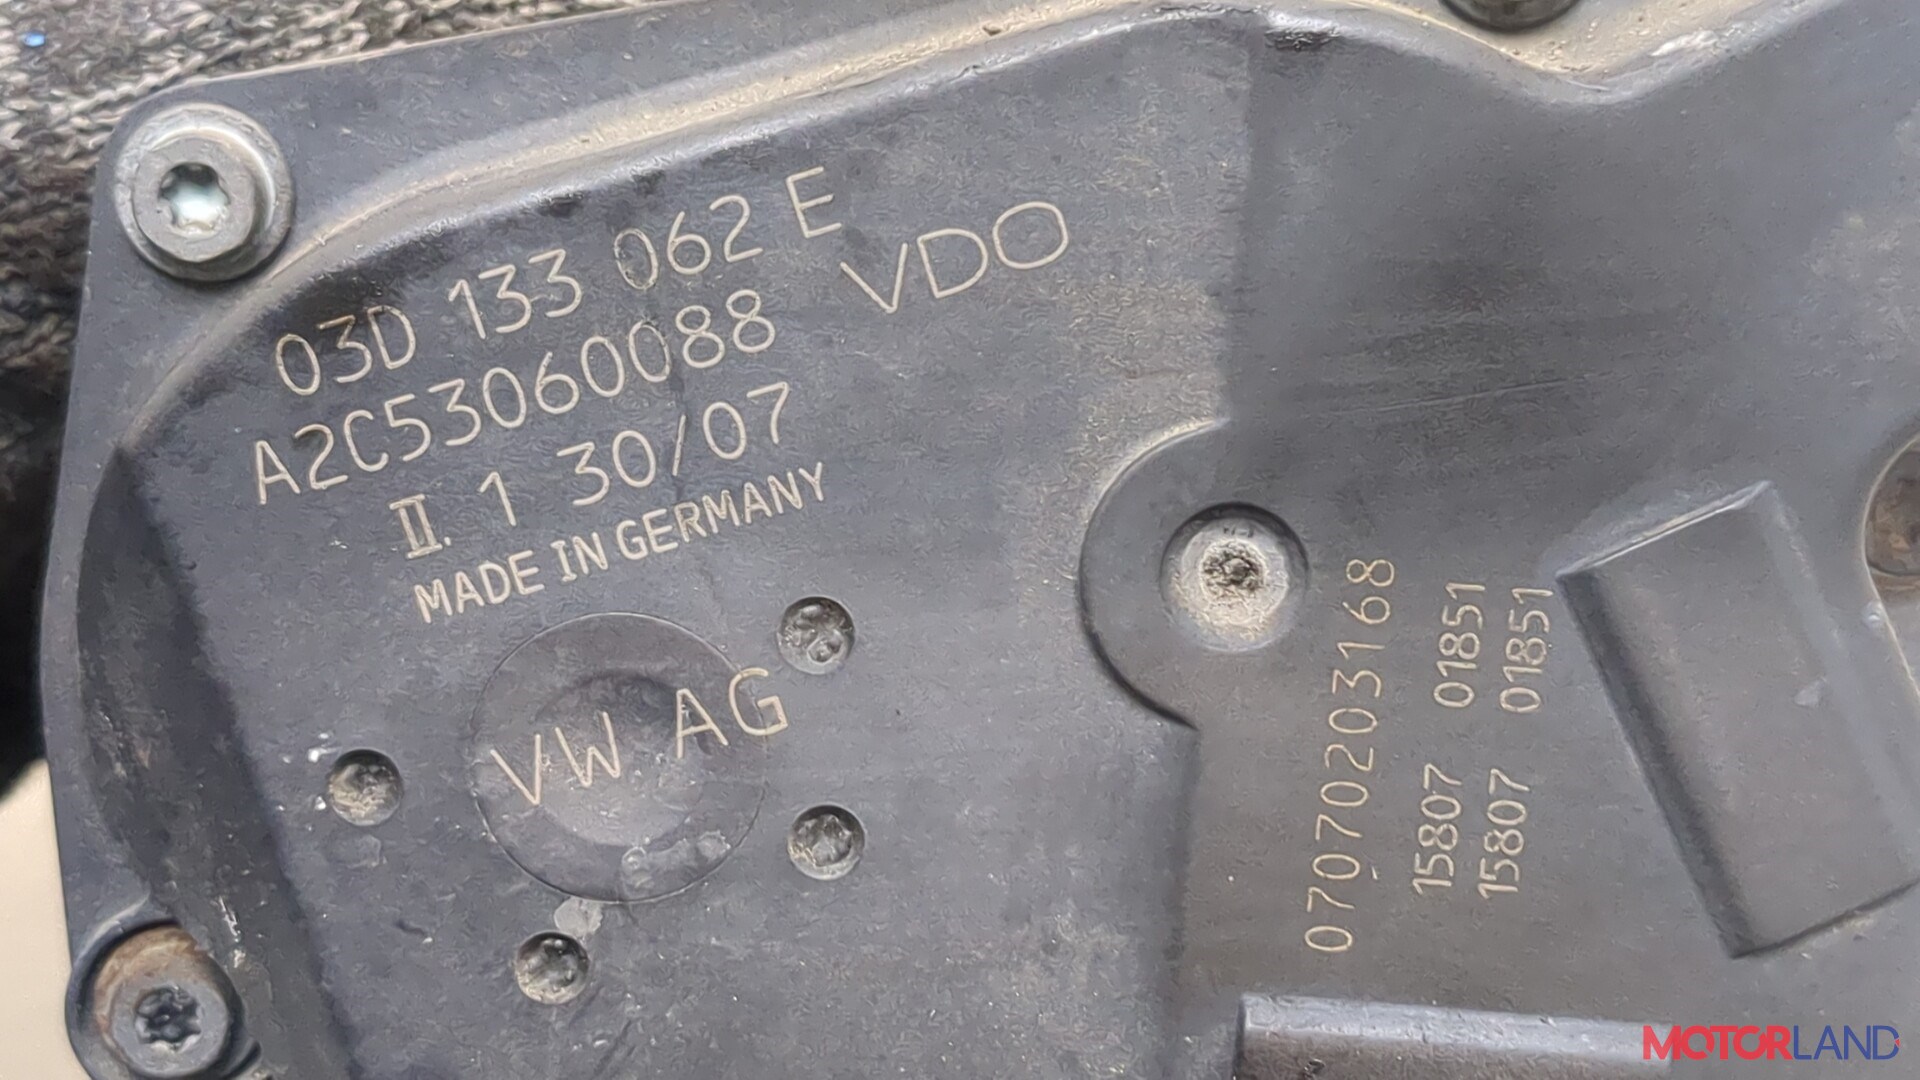 03D 133 062 E
A2C53060088 VDO
II. 1 30/07
MADE IN GERMANY
VW AG
0707020203168
15807 01851
15807 01851
MOTORLAND